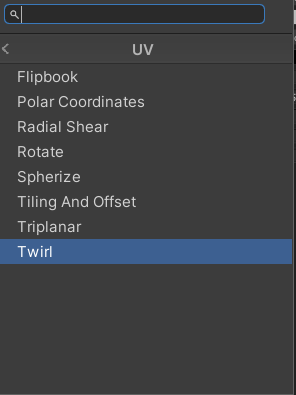 UV
Flipbook
Polar Coordinates
Radial Shear
Rotate
Spherize
Tiling And Offset
Triplanar
Twirl